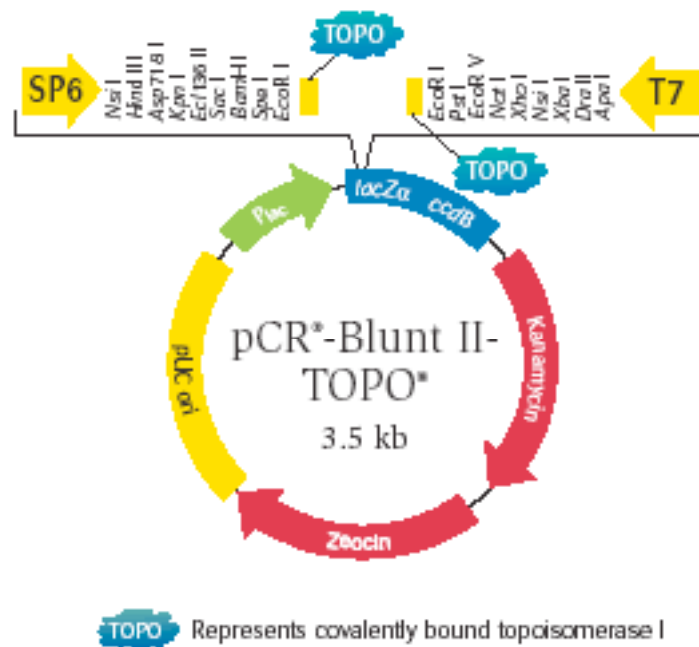 TOPO
SP6
Nsi I
Hind III
Asp718 I
Kpn I
Ecl136 II
Sac I
BamH I
Spe I
EcoR I
EcoR I
Pst I
EcoR V
Not I
Xho I
Nsi I
Xba I
Dra II
Apa I
T7
TOPO
Plac
lacZα ccdB
Kanamycin
pUC ori
Zeocin
pCR®-Blunt II-
TOPO®
3.5 kb
TOPO Represents covalently bound topoisomerase I